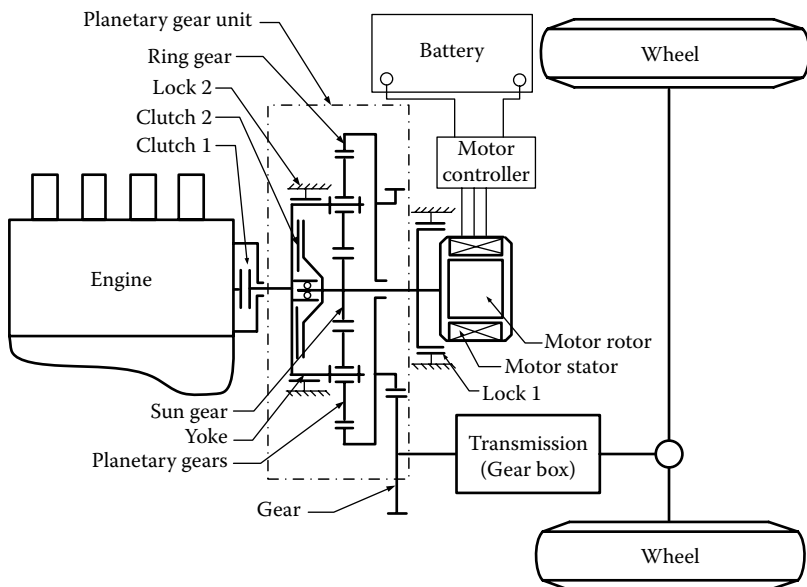 Planetary gear unit
Ring gear
Lock 2
Clutch 2
Clutch 1
Battery
Wheel
Motor
controller
Engine
Motor rotor
Motor stator
Lock 1
Sun gear
Yoke
Planetary gears
Gear
Transmission
(Gear box)
Wheel